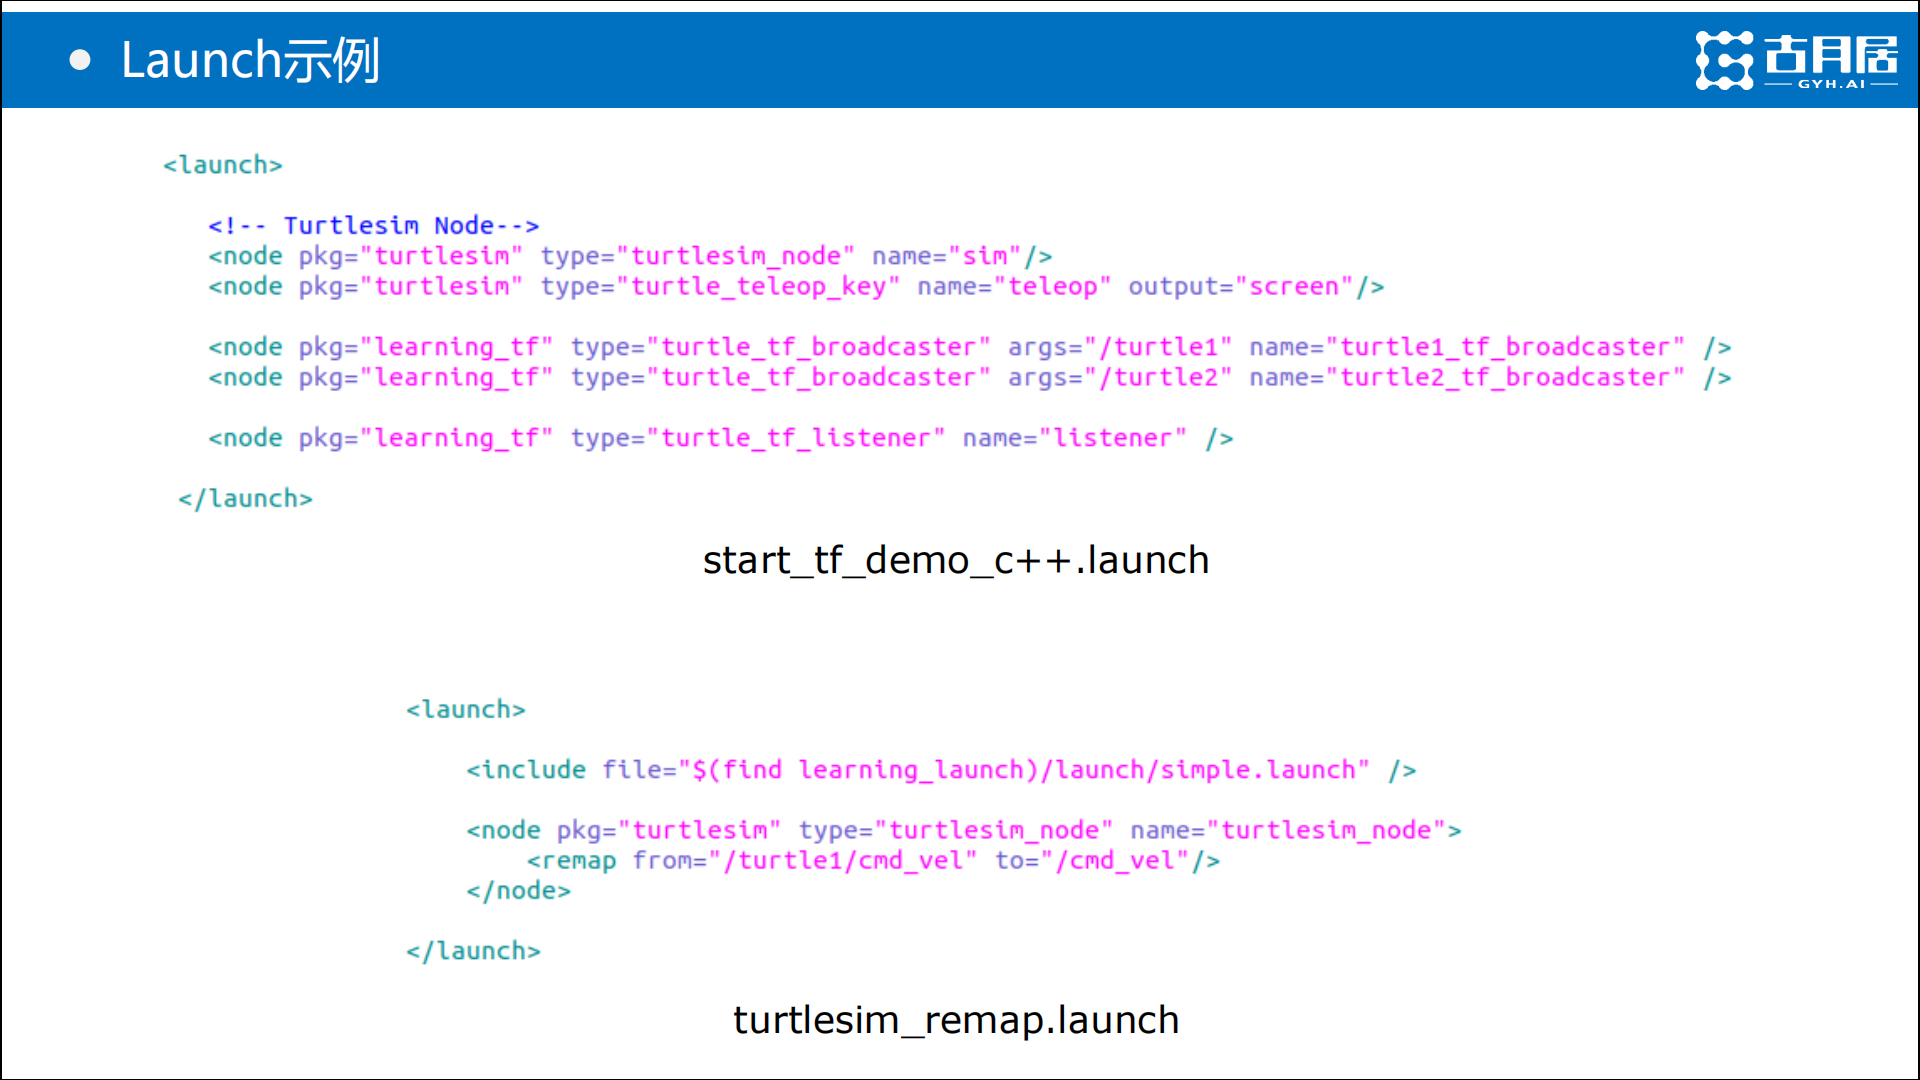 Launch示例
古月居
GYH.AI
<launch>
<!-- Turtlesim Node-->
<node pkg="turtlesim" type="turtlesim_node" name="sim"/>
<node pkg="turtlesim" type="turtle_teleop_key" name="teleop" output="screen"/>
<node pkg="learning_tf" type="turtle_tf_broadcaster" args="/turtle1" name="turtle1_tf_broadcaster" />
<node pkg="learning_tf" type="turtle_tf_broadcaster" args="/turtle2" name="turtle2_tf_broadcaster" />
<node pkg="learning_tf" type="turtle_tf_listener" name="listener" />
</launch>
start_tf_demo_c++.launch
<launch>
<include file="$(find learning_launch)/launch/simple.launch" />
<node pkg="turtlesim" type="turtlesim_node" name="turtlesim_node">
<remap from="/turtle1/cmd_vel" to="/cmd_vel"/>
</node>
</launch>
turtlesim_remap.launch